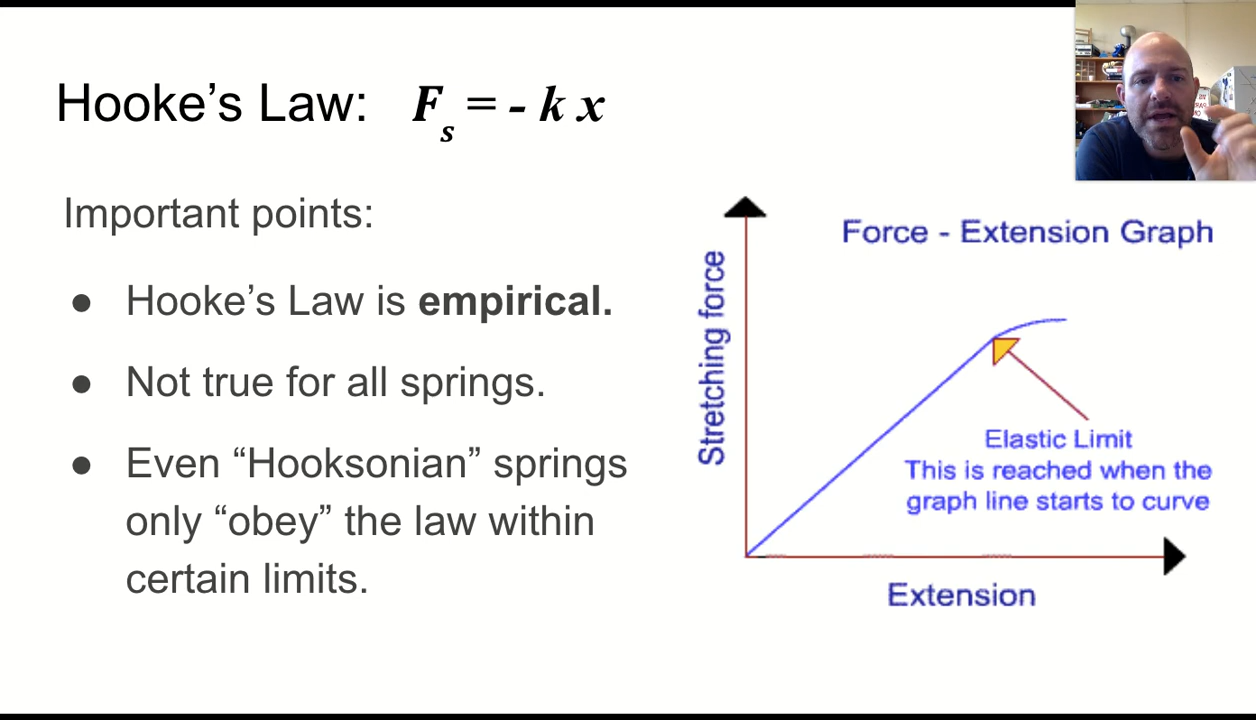 Hooke's Law: Fs = - k x
Important points:
● Hooke's Law is empirical.
● Not true for all springs.
● Even “Hooksonian” springs
only “obey” the law within
certain limits.
Force - Extension Graph
Stretching force
Elastic Limit
This is reached when the
graph line starts to curve
Extension